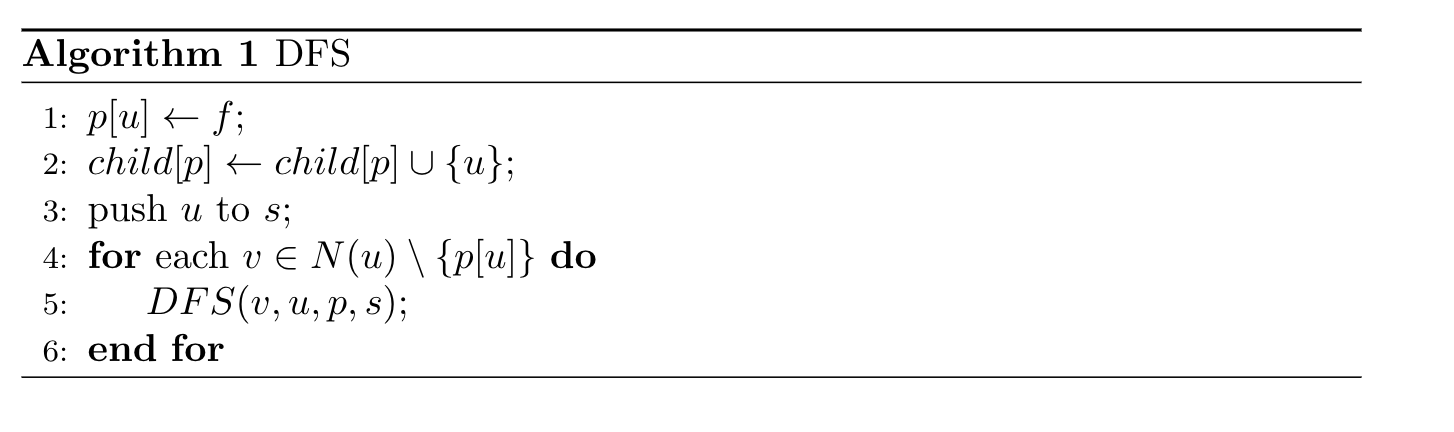 Algorithm 1 DFS
1: p[u] ← f;
2: child[p] ← child[p] ∪ {u};
3: push u to s;
4: for each v ∈ N(u) \ {p[u]} do
5: DFS(v, u, p, s);
6: end for